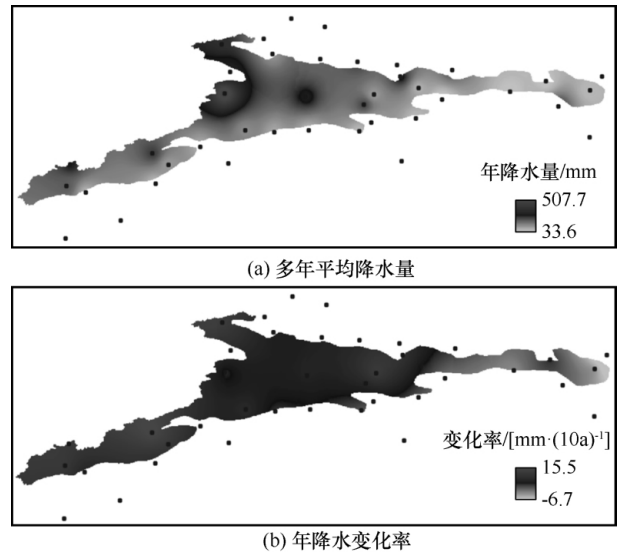 年降水量/mm
507.7
33.6
(a) 多年平均降水量
变化率/[mm·(10a)-1]
15.5
-6.7
(b) 年降水变化率